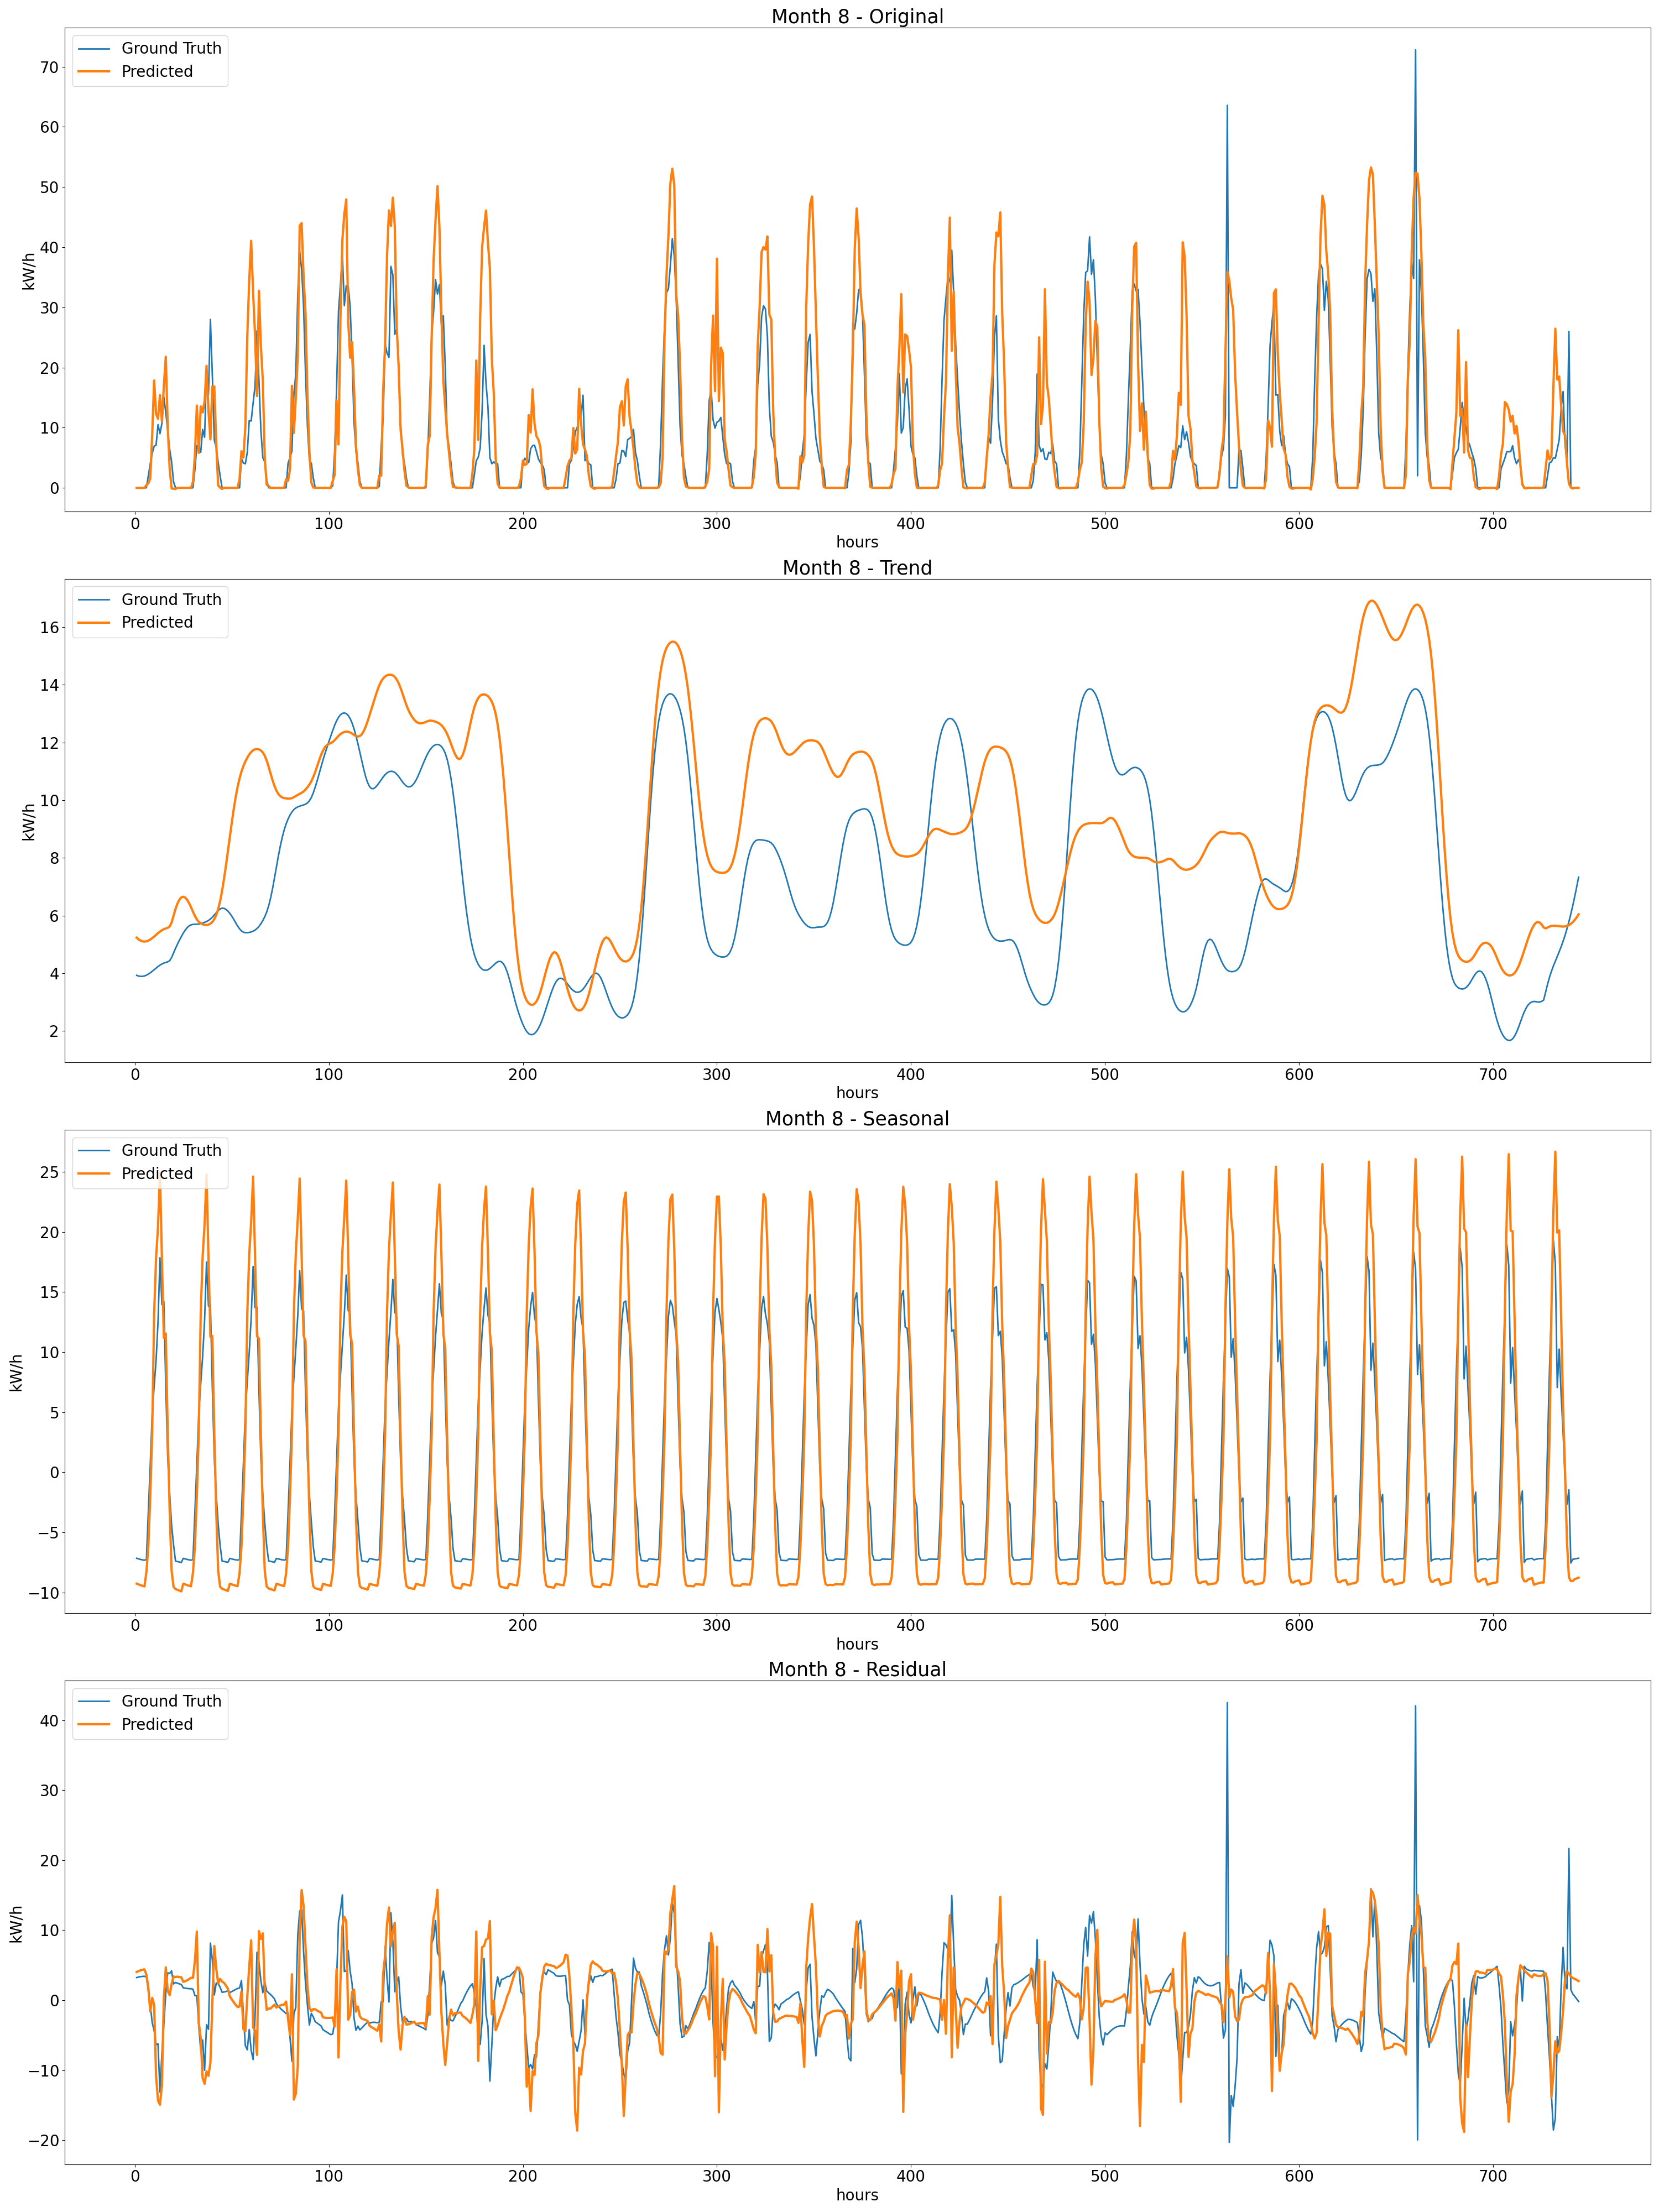 Month 8 - Original
Ground Truth
Predicted
kW/h
70
60
50
40
30
20
10
0
0 100 200 300 400 500 600 700
hours
Month 8 - Trend
Ground Truth
Predicted
kW/h
16
14
12
10
8
6
4
2
0 100 200 300 400 500 600 700
hours
Month 8 - Seasonal
Ground Truth
Predicted
kW/h
25
20
15
10
5
0
−5
−10
0 100 200 300 400 500 600 700
hours
Month 8 - Residual
Ground Truth
Predicted
kW/h
40
30
20
10
0
−10
−20
0 100 200 300 400 500 600 700
hours